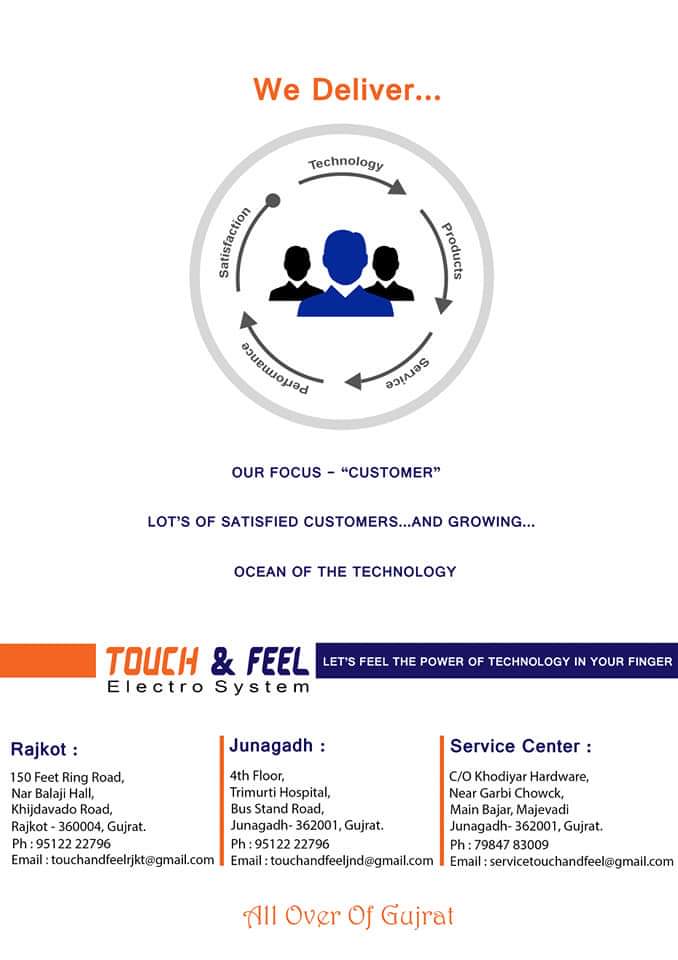 We Deliver...
Technology
Products
Service
Performance
Satisfaction
OUR FOCUS - “CUSTOMER”
LOT’S OF SATISFIED CUSTOMERS...AND GROWING...
OCEAN OF THE TECHNOLOGY
TOUCH & FEEL
Electro System
LET’S FEEL THE POWER OF TECHNOLOGY IN YOUR FINGER
Rajkot :
150 Feet Ring Road,
Nar Balaji Hall,
Khijdavado Road,
Rajkot - 360004, Gujrat.
Ph : 95122 22796
Email : touchandfeelrjkt@gmail.com
Junagadh :
4th Floor,
Trimurti Hospital,
Bus Stand Road,
Junagadh- 362001, Gujrat.
Ph : 95122 22796
Email : touchandfeeljnd@gmail.com
Service Center :
C/O Khodiyar Hardware,
Near Garbi Chowck,
Main Bajar, Majevadi
Junagadh- 362001, Gujrat.
Ph : 79847 83009
Email : servicetouchandfeel@gmail.com
All Over Of Gujrat